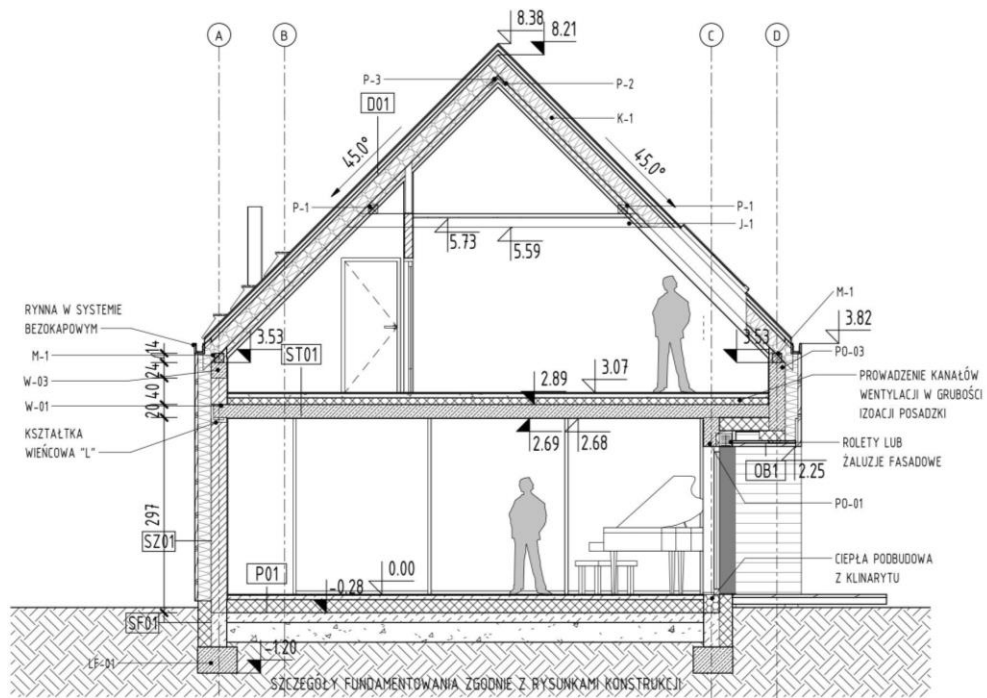 A
B
C
D
8.38
8.21
P-3
P-2
D01
K-1
45.0°
45.0°
P-1
P-1
J-1
5.73
5.59
RYNNA W SYSTEMIE
BEZOKAPOWYM
M-1
3.82
M-1
14
3.53
3.53
PO-03
ST01
W-03
24
PROWADZENIE KANAŁÓW
WENTYLACJI W GRUBOŚCI
IZOACJI POSADZKI
40
2.89
3.07
W-01
20
KSZTAŁTKA
WIEŃCOWA "L"
2.69
2.68
ROLETY LUB
ŻALUZJE FASADOWE
OB1
2.25
PO-01
297
SZ01
CIEPŁA PODBUDOWA
Z KLINARYTU
P01
-0.28
0.00
SF01
LF-01
-1.20
SZCZEGÓŁY FUNDAMENTOWANIA ZGODNIE Z RYSUNKAMI KONSTRUKCJI